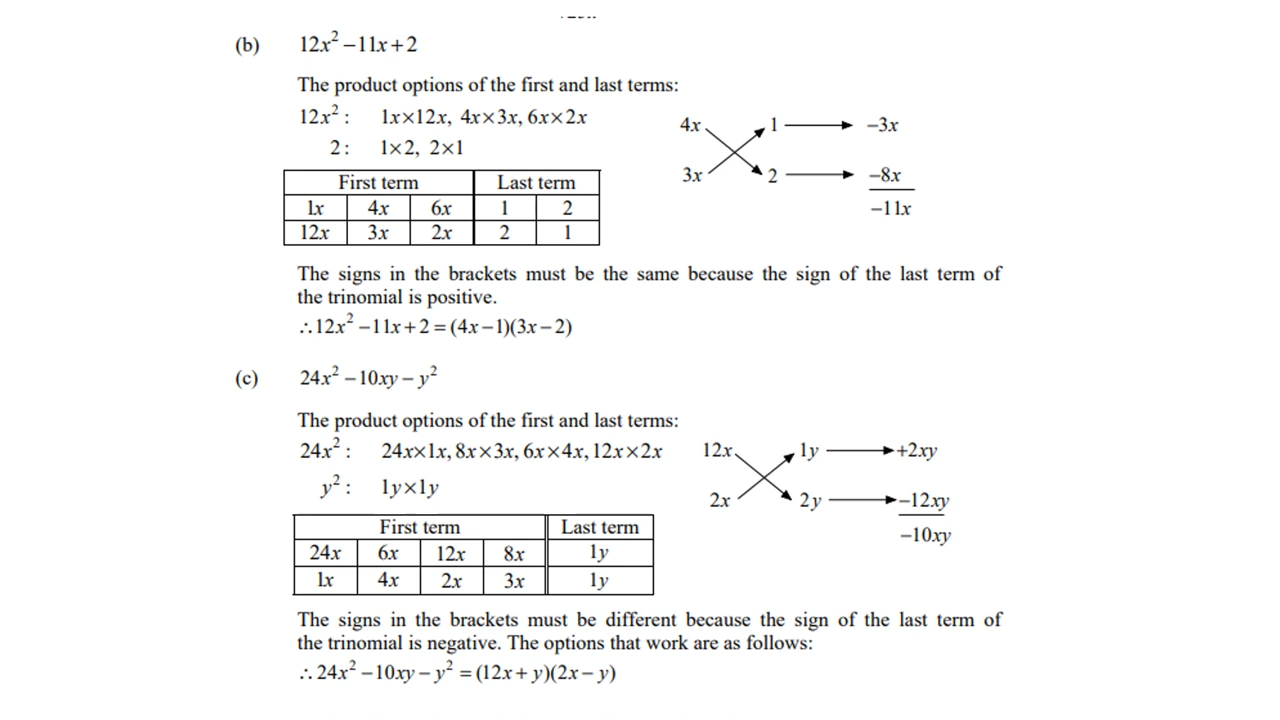 (b) 12x² – 11x + 2
The product options of the first and last terms:
12x² : 1x×12x, 4x×3x, 6x×2x
2 : 1×2, 2×1
4x 1 –3x
3x 2 –8x
–11x
First term Last term
1x 4x 6x 1 2
12x 3x 2x 2 1
The signs in the brackets must be the same because the sign of the last term of
the trinomial is positive.
∴ 12x² – 11x + 2 = (4x – 1)(3x – 2)
(c) 24x² – 10xy – y²
The product options of the first and last terms:
24x² : 24x×1x, 8x×3x, 6x×4x, 12x×2x
y² : 1y×1y
12x 1y +2xy
2x 2y –12xy
–10xy
First term Last term
24x 6x 12x 8x 1y
1x 4x 2x 3x 1y
The signs in the brackets must be different because the sign of the last term of
the trinomial is negative. The options that work are as follows:
∴ 24x² – 10xy – y² = (12x + y)(2x – y)